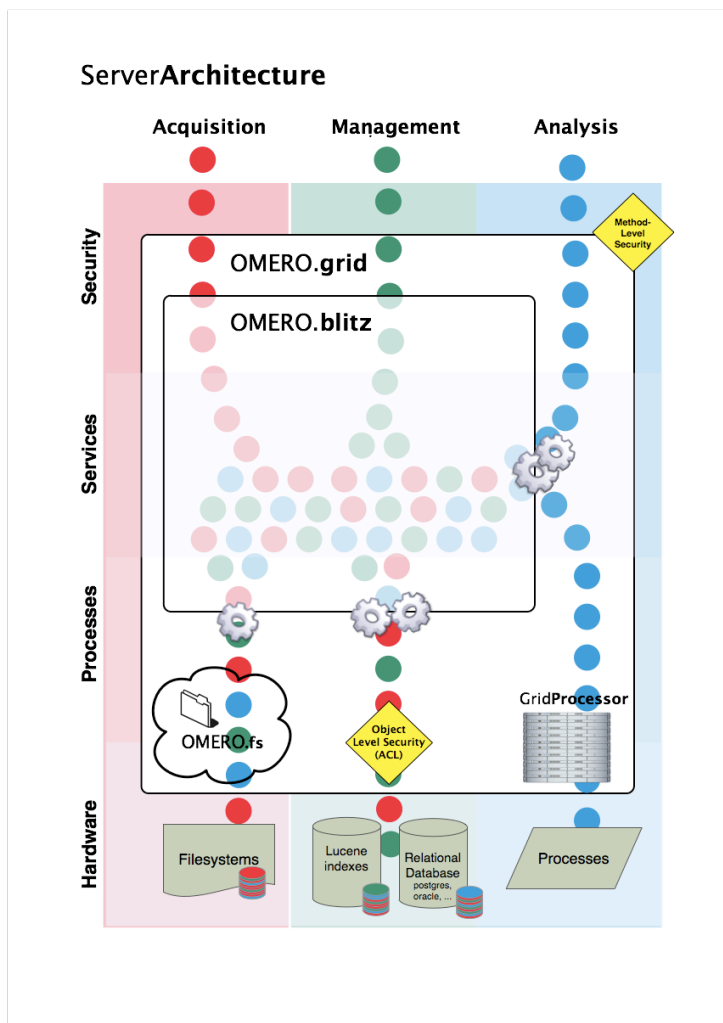 ServerArchitecture
Acquisition
Management
Analysis
Security
Method-
Level
Security
OMERO.grid
OMERO.blitz
Services
Processes
GridProcessor
OMERO.fs
Object
Level Security
(ACL)
Hardware
Filesystems
Lucene
indexes
Relational
Database
postgres,
oracle, ...
Processes